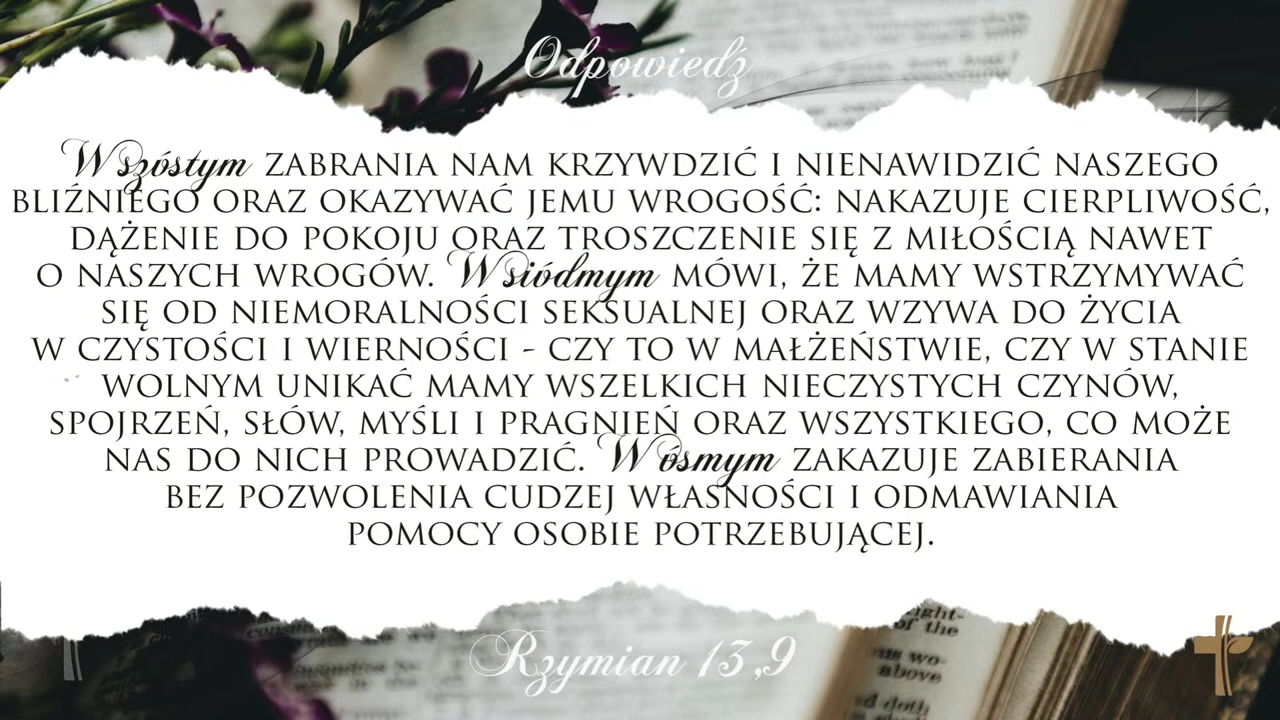 Odpowiedź
W szóstym ZABRANIA NAM KRZYWDZIĆ I NIENAWIDZIĆ NASZEGO
BLIŹNIEGO ORAZ OKAZYWAĆ JEMU WROGOŚĆ: NAKAZUJE CIERPLIWOŚĆ,
DĄŻENIE DO POKOJU ORAZ TROSZCZENIE SIĘ Z MIŁOŚCIĄ NAWET
O NASZYCH WROGÓW. W siódmym MÓWI, ŻE MAMY WSTRZYMYWAĆ
SIĘ OD NIEMORALNOŚCI SEKSUALNEJ ORAZ WZYWA DO ŻYCIA
W CZYSTOŚCI I WIERNOŚCI - CZY TO W MAŁŻEŃSTWIE, CZY W STANIE
WOLNYM UNIKAĆ MAMY WSZELKICH NIECZYSTYCH CZYNÓW,
SPOJRZEŃ, SŁÓW, MYŚLI I PRAGNIEŃ ORAZ WSZYSTKIEGO, CO MOŻE
NAS DO NICH PROWADZIĆ. W ósmym ZAKAZUJE ZABIERANIA
BEZ POZWOLENIA CUDZEJ WŁASNOŚCI I ODMAWIANIA
POMOCY OSOBIE POTRZEBUJĄCEJ.
of the
above
Rzymian 13,9